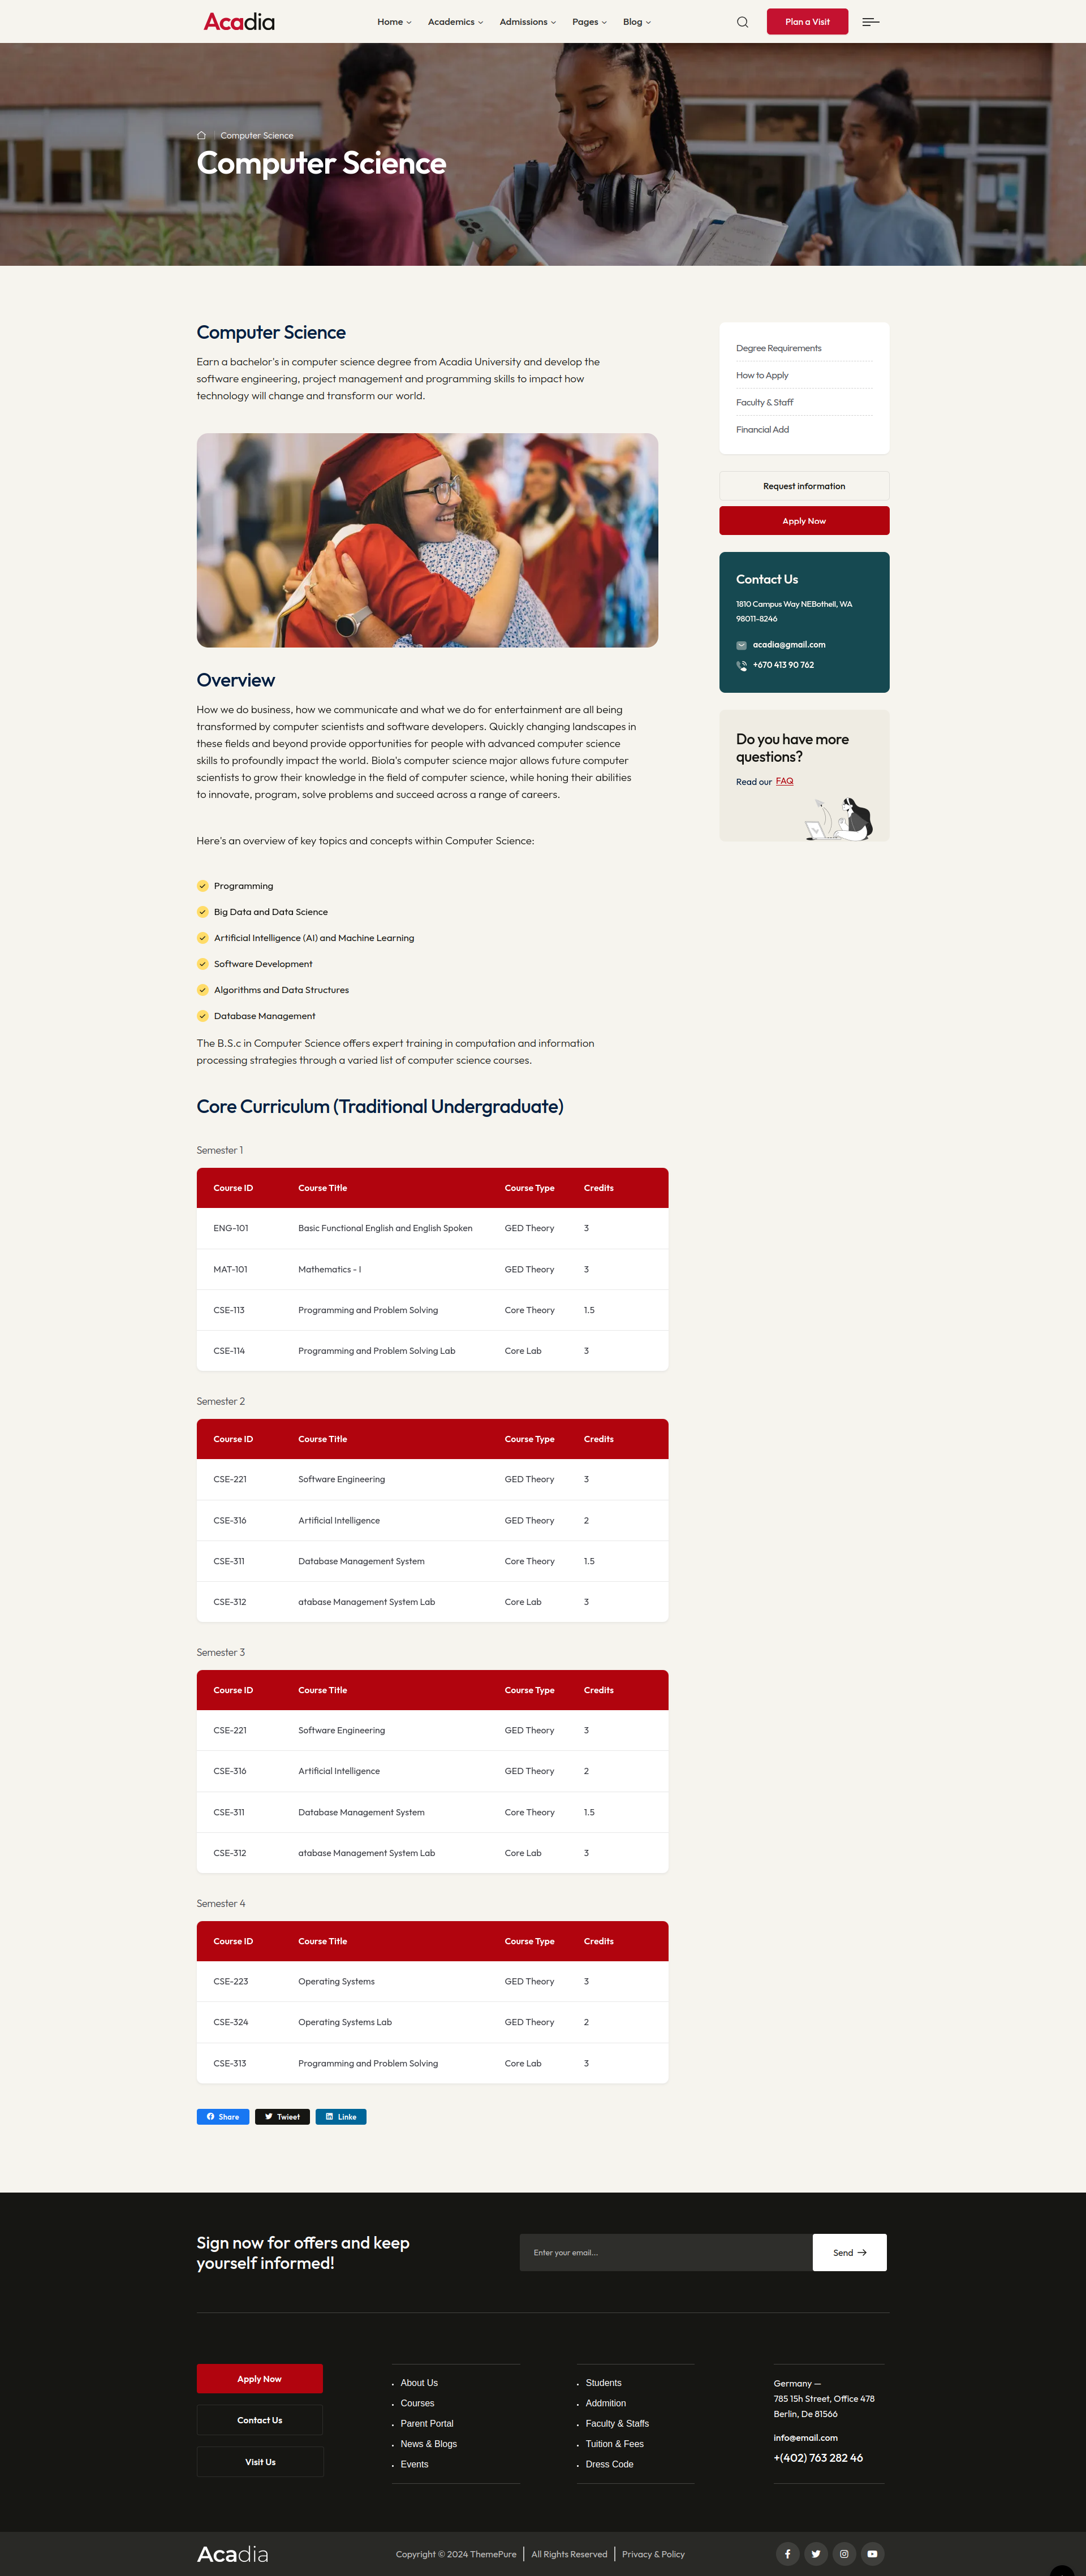 Acadia
Home Academics Admissions Pages Blog
Plan a Visit
Computer Science
Computer Science
Computer Science
Earn a bachelor's in computer science degree from Acadia University and develop the
software engineering, project management and programming skills to impact how
technology will change and transform our world.
Overview
How we do business, how we communicate and what we do for entertainment are all being
transformed by computer scientists and software developers. Quickly changing landscapes in
these fields and beyond provide opportunities for people with advanced computer science
skills to profoundly impact the world. Biola's computer science major allows future computer
scientists to grow their knowledge in the field of computer science, while honing their abilities
to innovate, program, solve problems and succeed across a range of careers.
Here's an overview of key topics and concepts within Computer Science:
Programming
Big Data and Data Science
Artificial Intelligence (AI) and Machine Learning
Software Development
Algorithms and Data Structures
Database Management
The B.S.c in Computer Science offers expert training in computation and information
processing strategies through a varied list of computer science courses.
Core Curriculum (Traditional Undergraduate)
Semester 1
Course ID Course Title Course Type Credits
ENG-101 Basic Functional English and English Spoken GED Theory 3
MAT-101 Mathematics - I GED Theory 3
CSE-113 Programming and Problem Solving Core Theory 1.5
CSE-114 Programming and Problem Solving Lab Core Lab 3
Semester 2
Course ID Course Title Course Type Credits
CSE-221 Software Engineering GED Theory 3
CSE-316 Artificial Intelligence GED Theory 2
CSE-311 Database Management System Core Theory 1.5
CSE-312 atabase Management System Lab Core Lab 3
Semester 3
Course ID Course Title Course Type Credits
CSE-221 Software Engineering GED Theory 3
CSE-316 Artificial Intelligence GED Theory 2
CSE-311 Database Management System Core Theory 1.5
CSE-312 atabase Management System Lab Core Lab 3
Semester 4
Course ID Course Title Course Type Credits
CSE-223 Operating Systems GED Theory 3
CSE-324 Operating Systems Lab GED Theory 2
CSE-313 Programming and Problem Solving Core Lab 3
Share Twieet Linke
Degree Requirements
How to Apply
Faculty & Staff
Financial Add
Request information
Apply Now
Contact Us
1810 Campus Way NEBothell, WA
98011-8246
acadia@gmail.com
+670 413 90 762
Do you have more
questions?
Read our FAQ
Sign now for offers and keep
yourself informed!
Enter your email...
Send
Apply Now
Contact Us
Visit Us
About Us
Courses
Parent Portal
News & Blogs
Events
Students
Addmition
Faculty & Staffs
Tuition & Fees
Dress Code
Germany —
785 15h Street, Office 478
Berlin, De 81566
info@email.com
+(402) 763 282 46
Acadia
Copyright © 2024 ThemePure All Rights Reserved Privacy & Policy